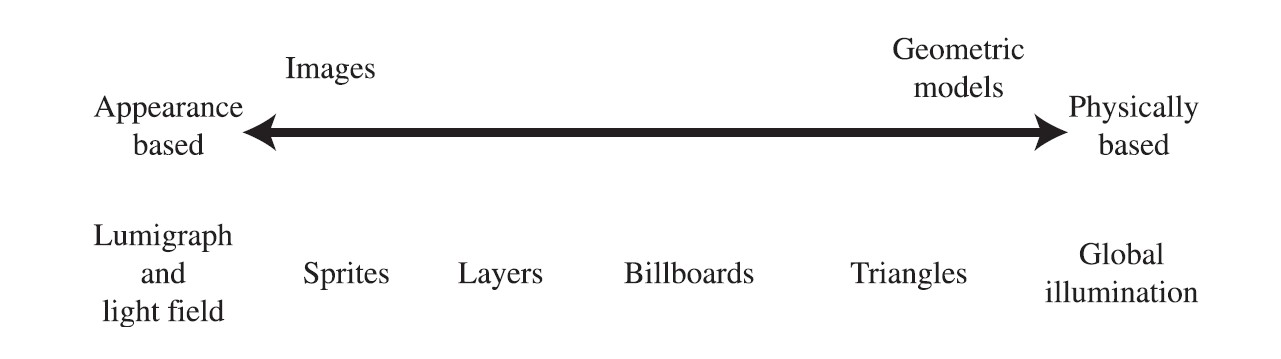 Images
Geometric
models
Appearance
based
Physically
based
Lumigraph
and
light field
Sprites
Layers
Billboards
Triangles
Global
illumination